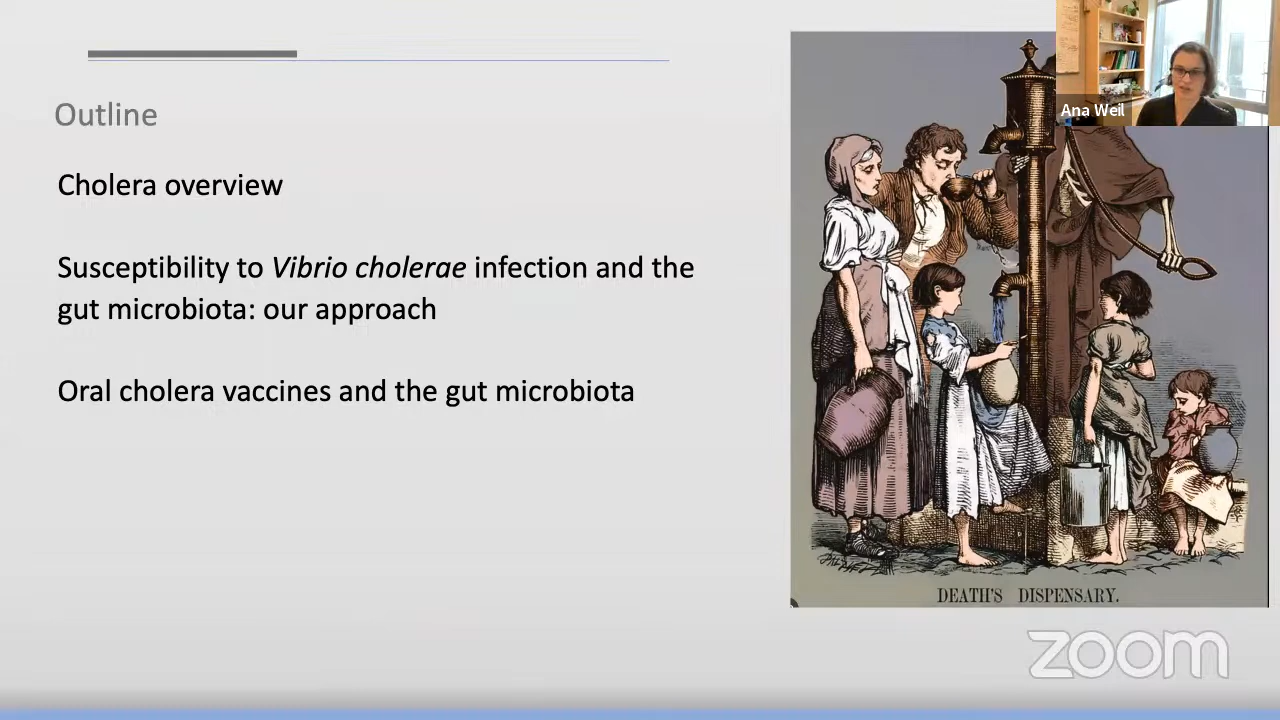 Outline
Cholera overview
Susceptibility to Vibrio cholerae infection and the
gut microbiota: our approach
Oral cholera vaccines and the gut microbiota
Ana Weil
DEATH'S DISPENSARY.
zoom